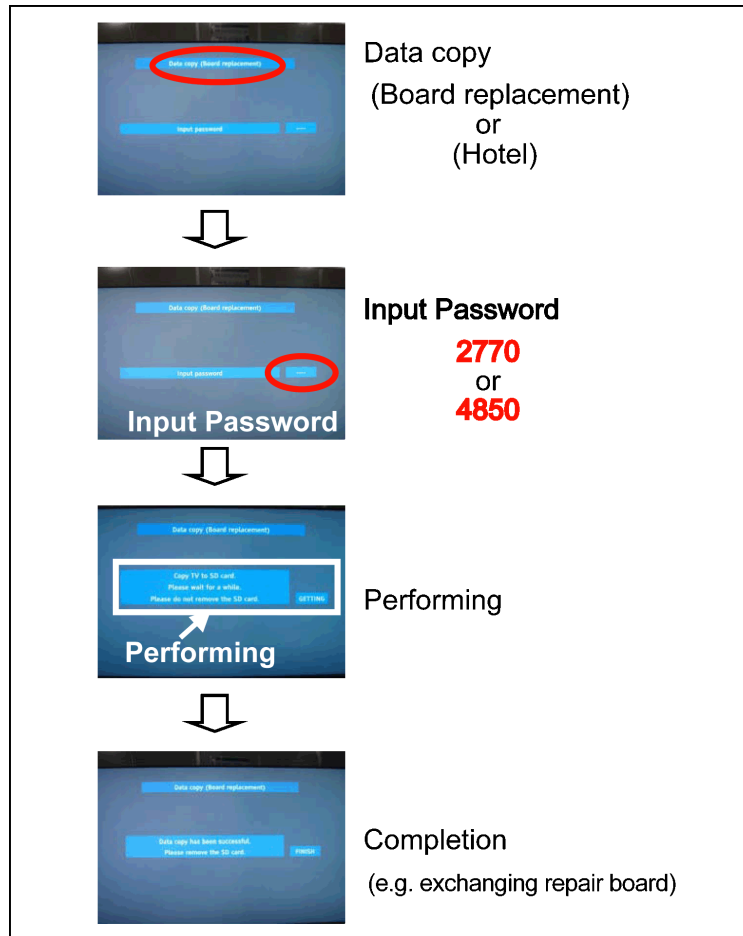 Data copy (Board replacement)
Input password
----
Data copy
(Board replacement)
or
(Hotel)
Data copy (Board replacement)
Input password
----
Input Password
Input Password
2770
or
4850
Data copy (Board replacement)
Copy TV to SD card.
Please wait for a while.
Please do not remove the SD card.
GETTING
Performing
Performing
Data copy (Board replacement)
Data copy has been successful.
Please remove the SD card.
FINISH
Completion
(e.g. exchanging repair board)